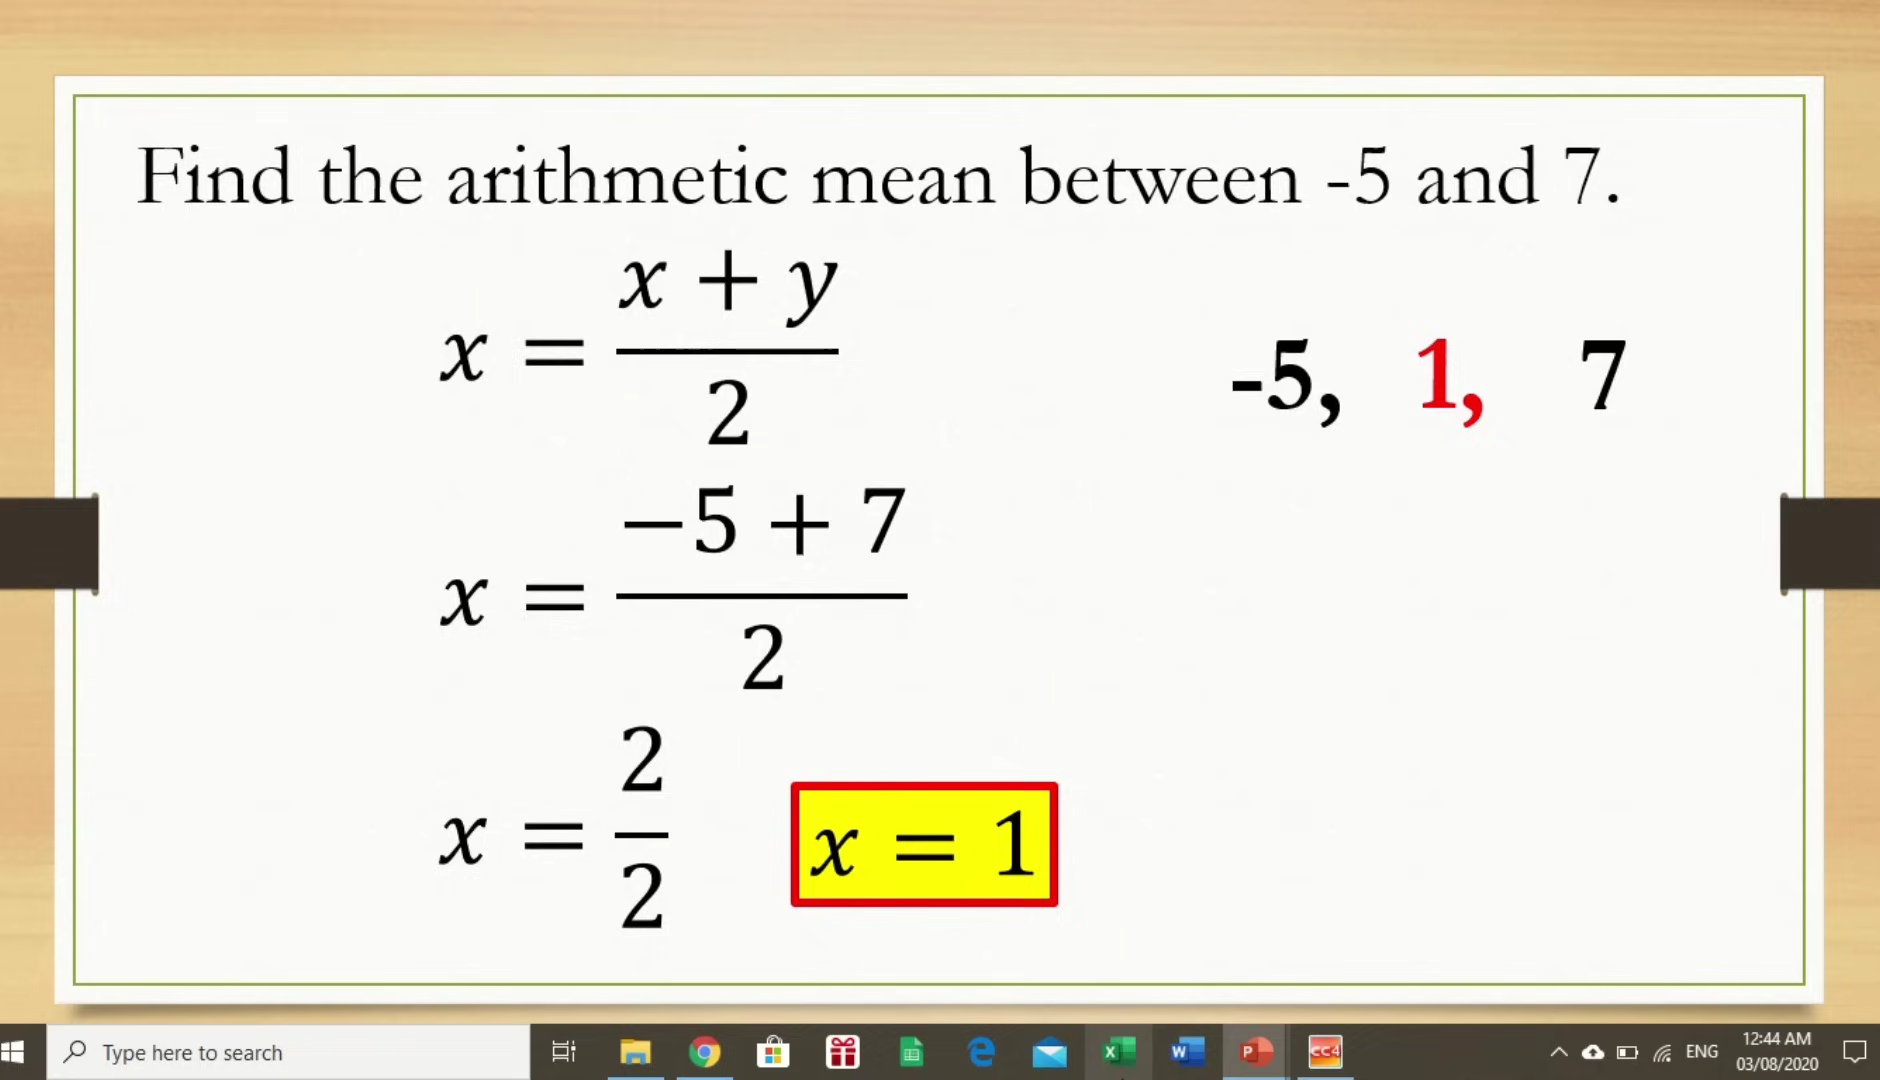 Find the arithmetic mean between -5 and 7.
x = x + y / 2
-5, 1, 7
x = −5 + 7 / 2
x = 2 / 2
x = 1
Type here to search
X
W
P
CC4
ENG
12:44 AM
03/08/2020